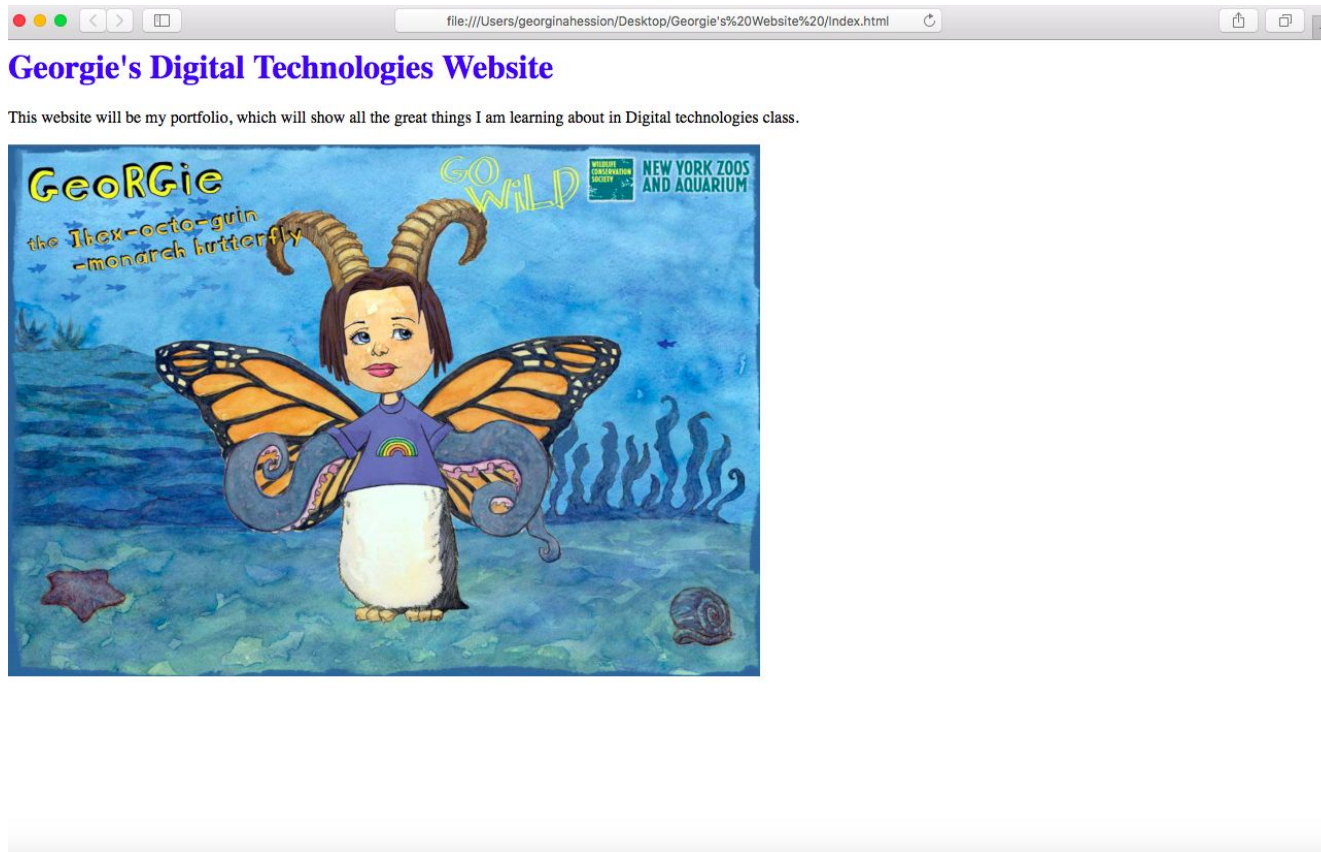 file:///Users/georginahession/Desktop/Georgie's%20Website%20/Index.html
Georgie's Digital Technologies Website
This website will be my portfolio, which will show all the great things I am learning about in Digital technologies class.
GeoRGie
the Ibex-octo-guin
-monarch butterfly
GO
WiLD
WILDLIFE
CONSERVATION
SOCIETY
NEW YORK ZOOS
AND AQUARIUM